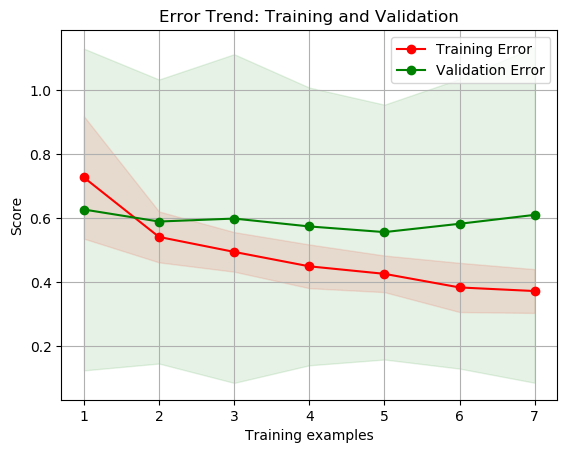 Error Trend: Training and Validation
Training Error
Validation Error
Score
1.0
0.8
0.6
0.4
0.2
1 2 3 4 5 6 7
Training examples